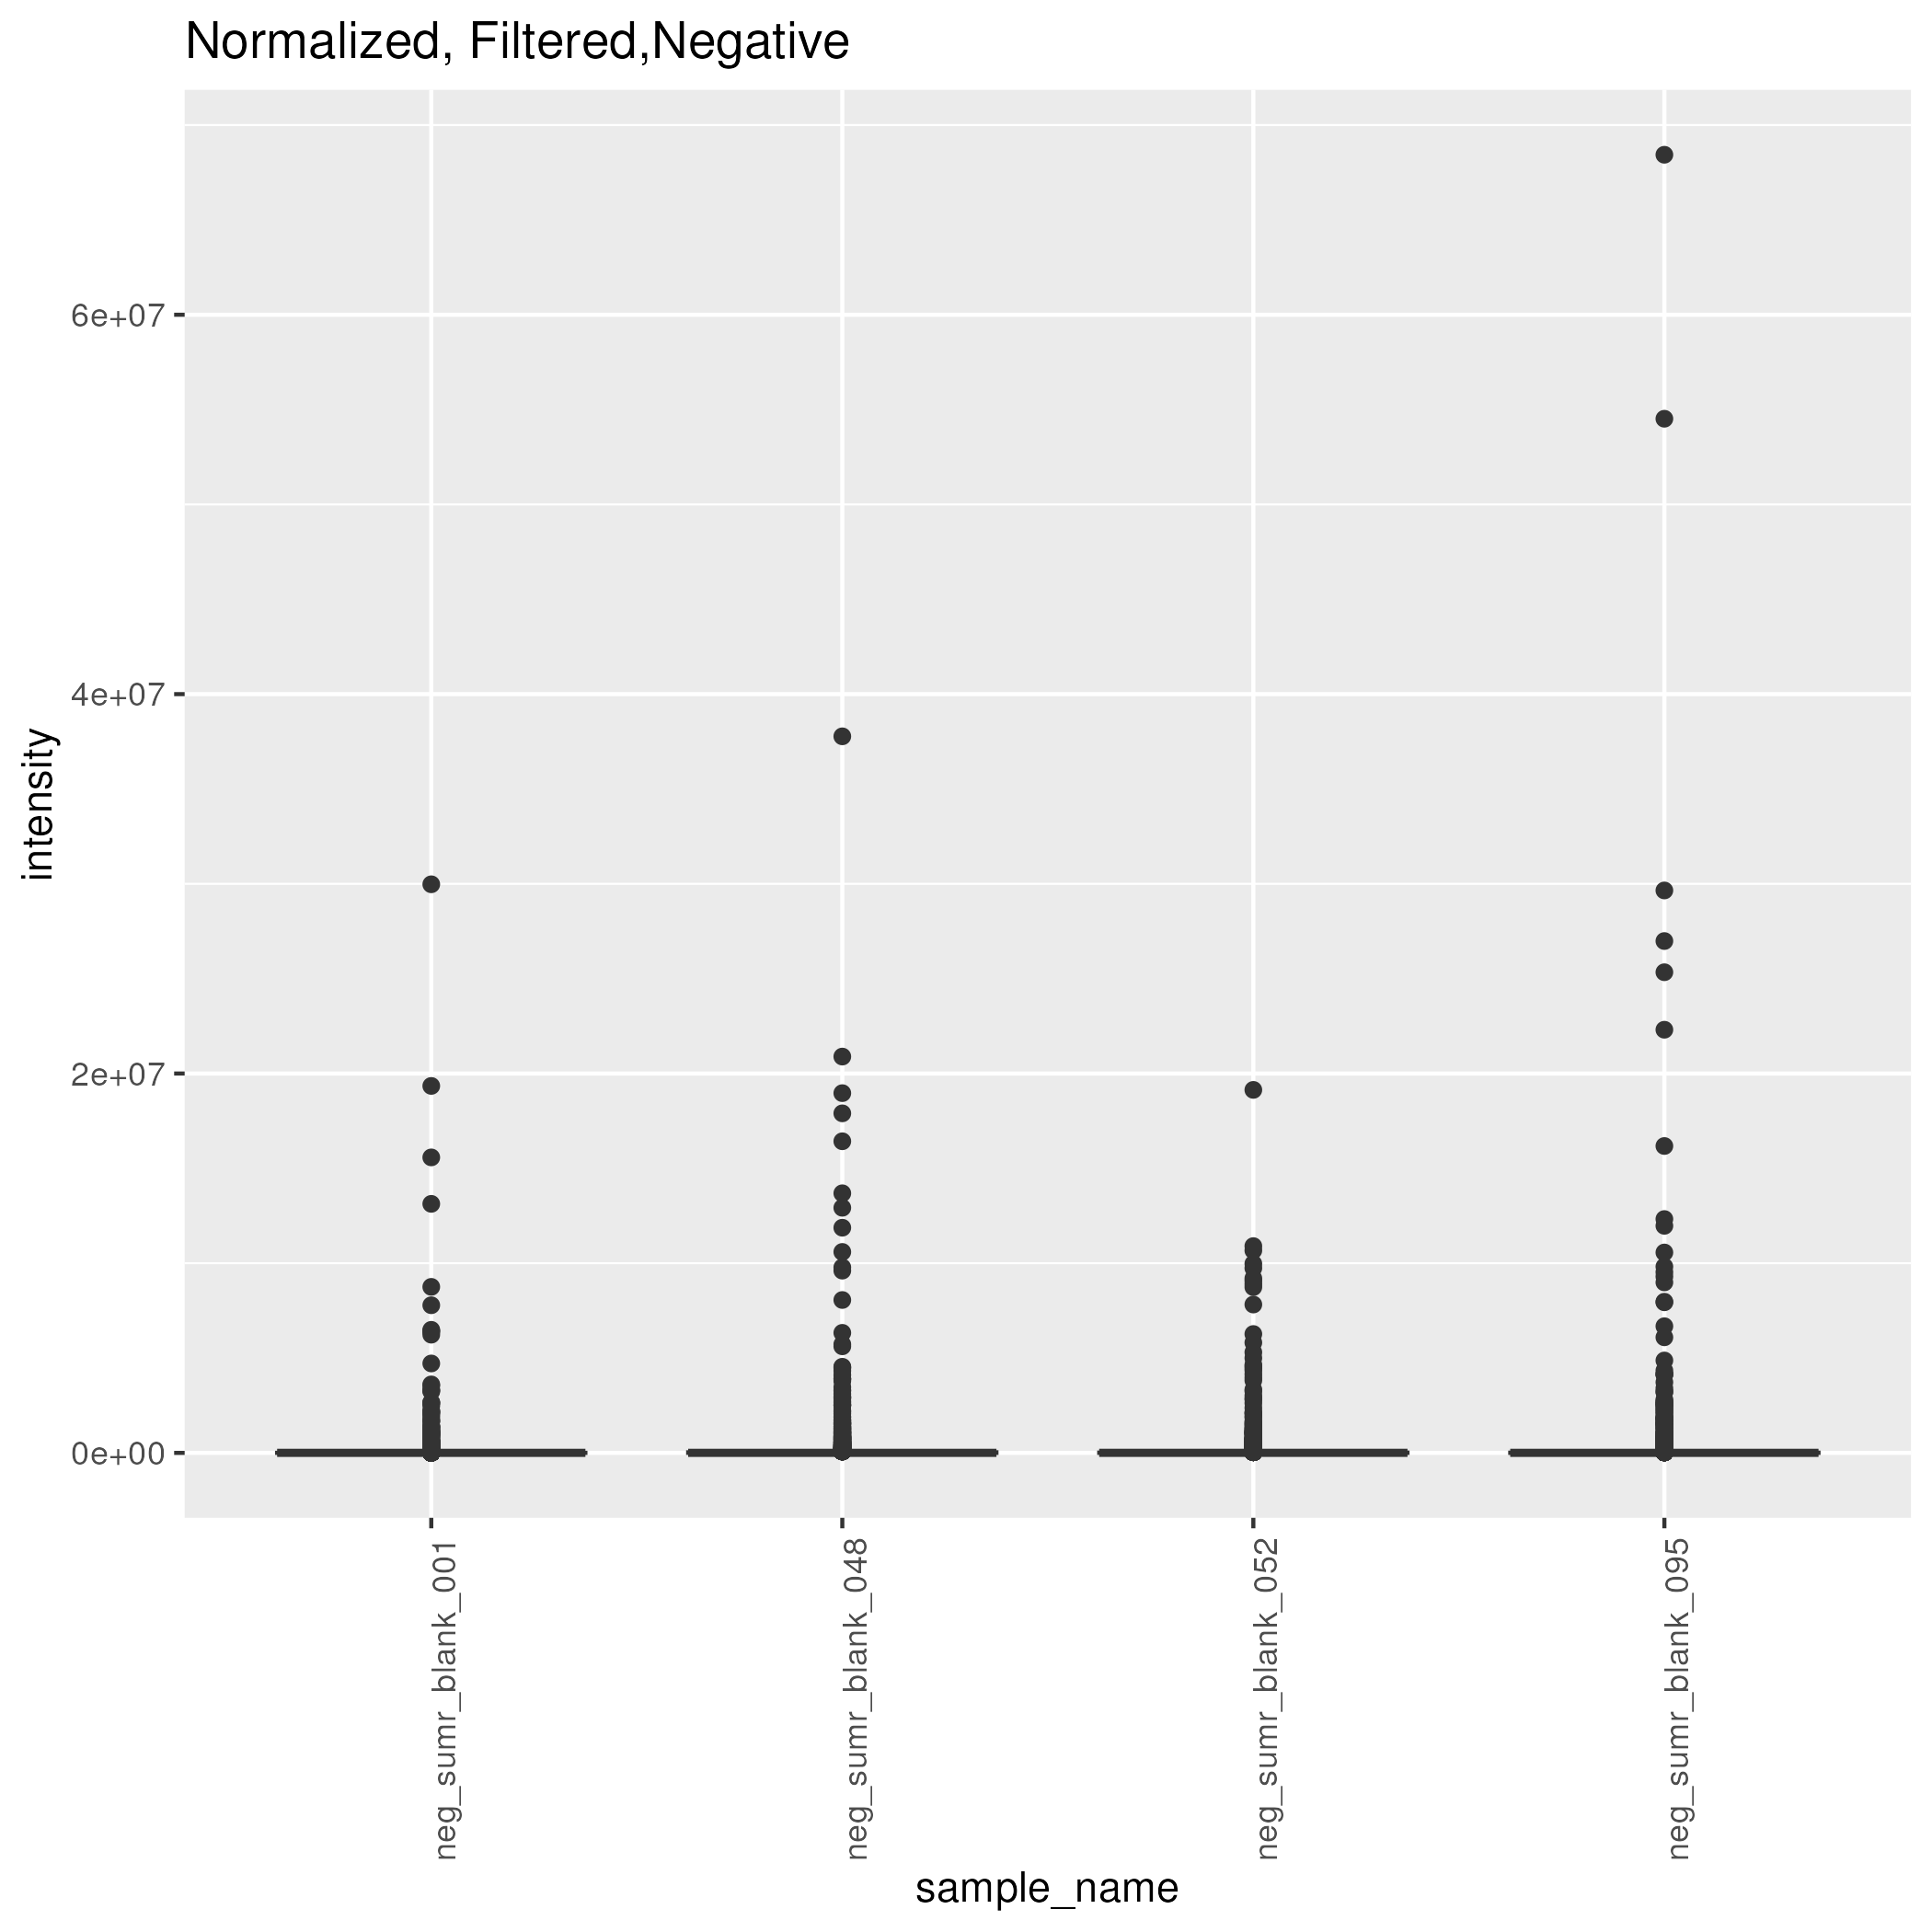 Normalized, Filtered,Negative
6e+07
4e+07
2e+07
0e+00
intensity
neg_sumr_blank_001
neg_sumr_blank_048
neg_sumr_blank_052
neg_sumr_blank_095
sample_name